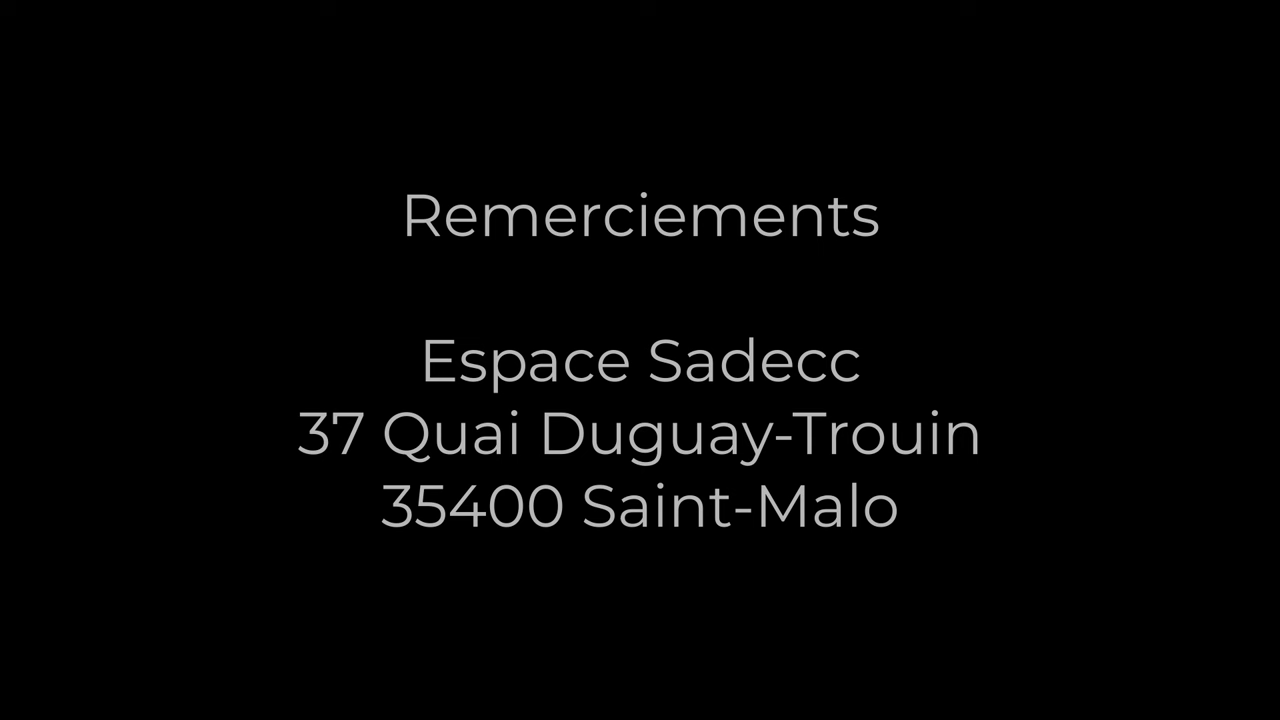 Remerciements
Espace Sadecc
37 Quai Duguay-Trouin
35400 Saint-Malo